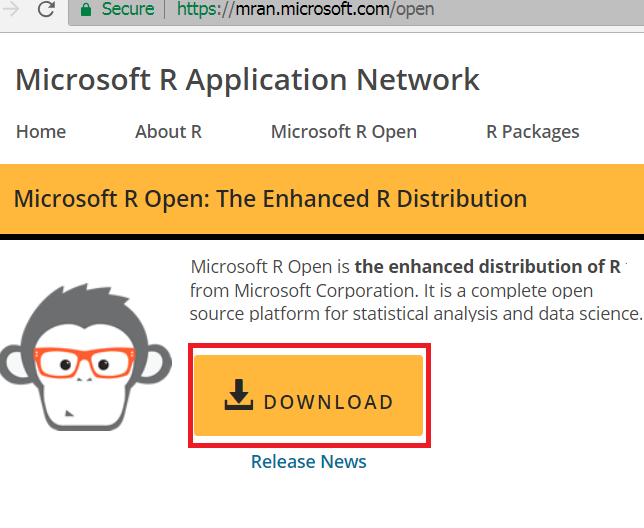 Secure https://mran.microsoft.com/open
Microsoft R Application Network
Home About R Microsoft R Open R Packages
Microsoft R Open: The Enhanced R Distribution
Microsoft R Open is the enhanced distribution of R
from Microsoft Corporation. It is a complete open
source platform for statistical analysis and data science.
DOWNLOAD
Release News